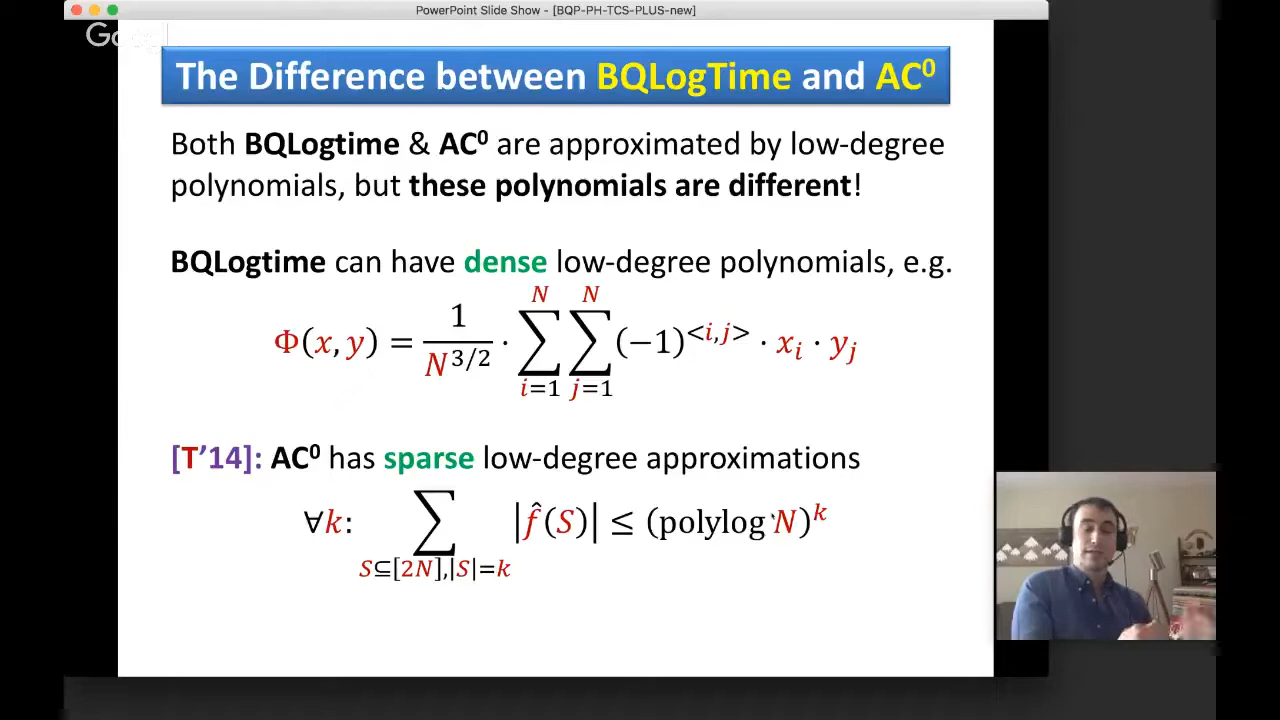 PowerPoint Slide Show - [BQP-PH-TCS-PLUS-new]
The Difference between BQLogTime and AC⁰
Both BQLogtime & AC⁰ are approximated by low-degree
polynomials, but these polynomials are different!
BQLogtime can have dense low-degree polynomials, e.g.
Φ(x, y) = 1/N^{3/2} · ∑_{i=1}^{N} ∑_{j=1}^{N} (−1)^{<i,j>} · x_i · y_j
[T’14]: AC⁰ has sparse low-degree approximations
∀k: ∑_{S⊆[2N],|S|=k} |f̂(S)| ≤ (polylog N)^k